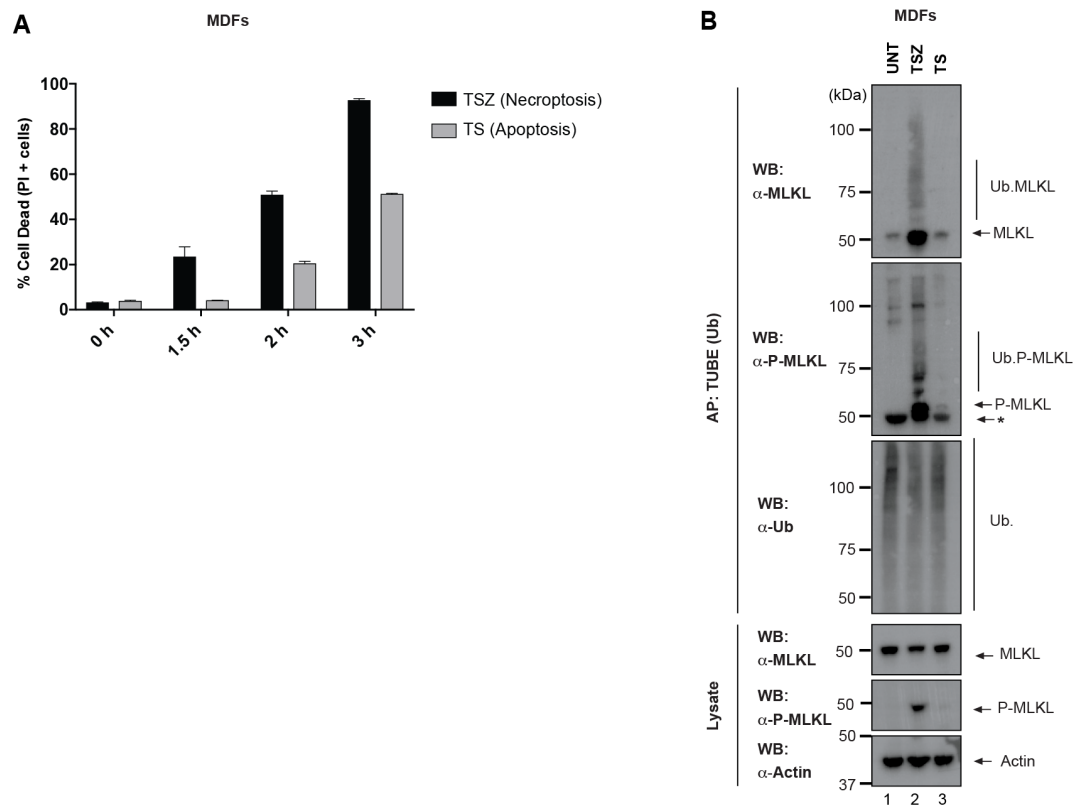 A
MDFs
100
80
60
40
20
0
% Cell Dead (PI + cells)
0 h
1.5 h
2 h
3 h
TSZ (Necroptosis)
TS (Apoptosis)
B
MDFs
UNT
TSZ
TS
(kDa)
AP: TUBE (Ub)
WB:
α-MLKL
100
75
50
Ub.MLKL
MLKL
WB:
α-P-MLKL
100
75
50
Ub.P-MLKL
P-MLKL
*
WB:
α-Ub
100
75
50
Ub.
Lysate
WB:
α-MLKL
50
MLKL
WB:
α-P-MLKL
50
P-MLKL
WB:
α-Actin
50
37
Actin
1 2 3